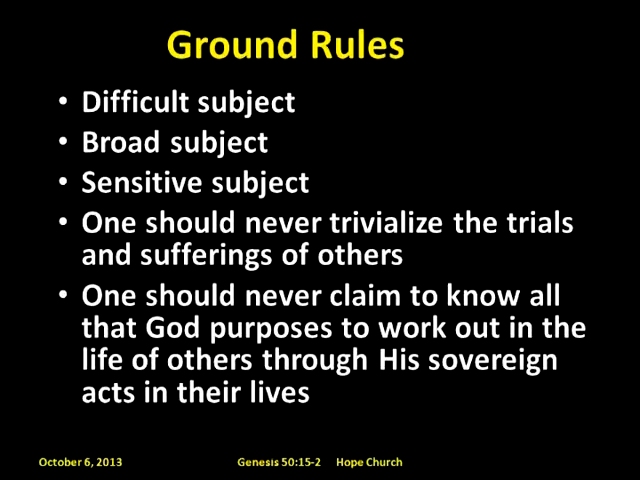 Ground Rules
• Difficult subject
• Broad subject
• Sensitive subject
• One should never trivialize the trials
and sufferings of others
• One should never claim to know all
that God purposes to work out in the
life of others through His sovereign
acts in their lives
October 6, 2013 Genesis 50:15-2 Hope Church